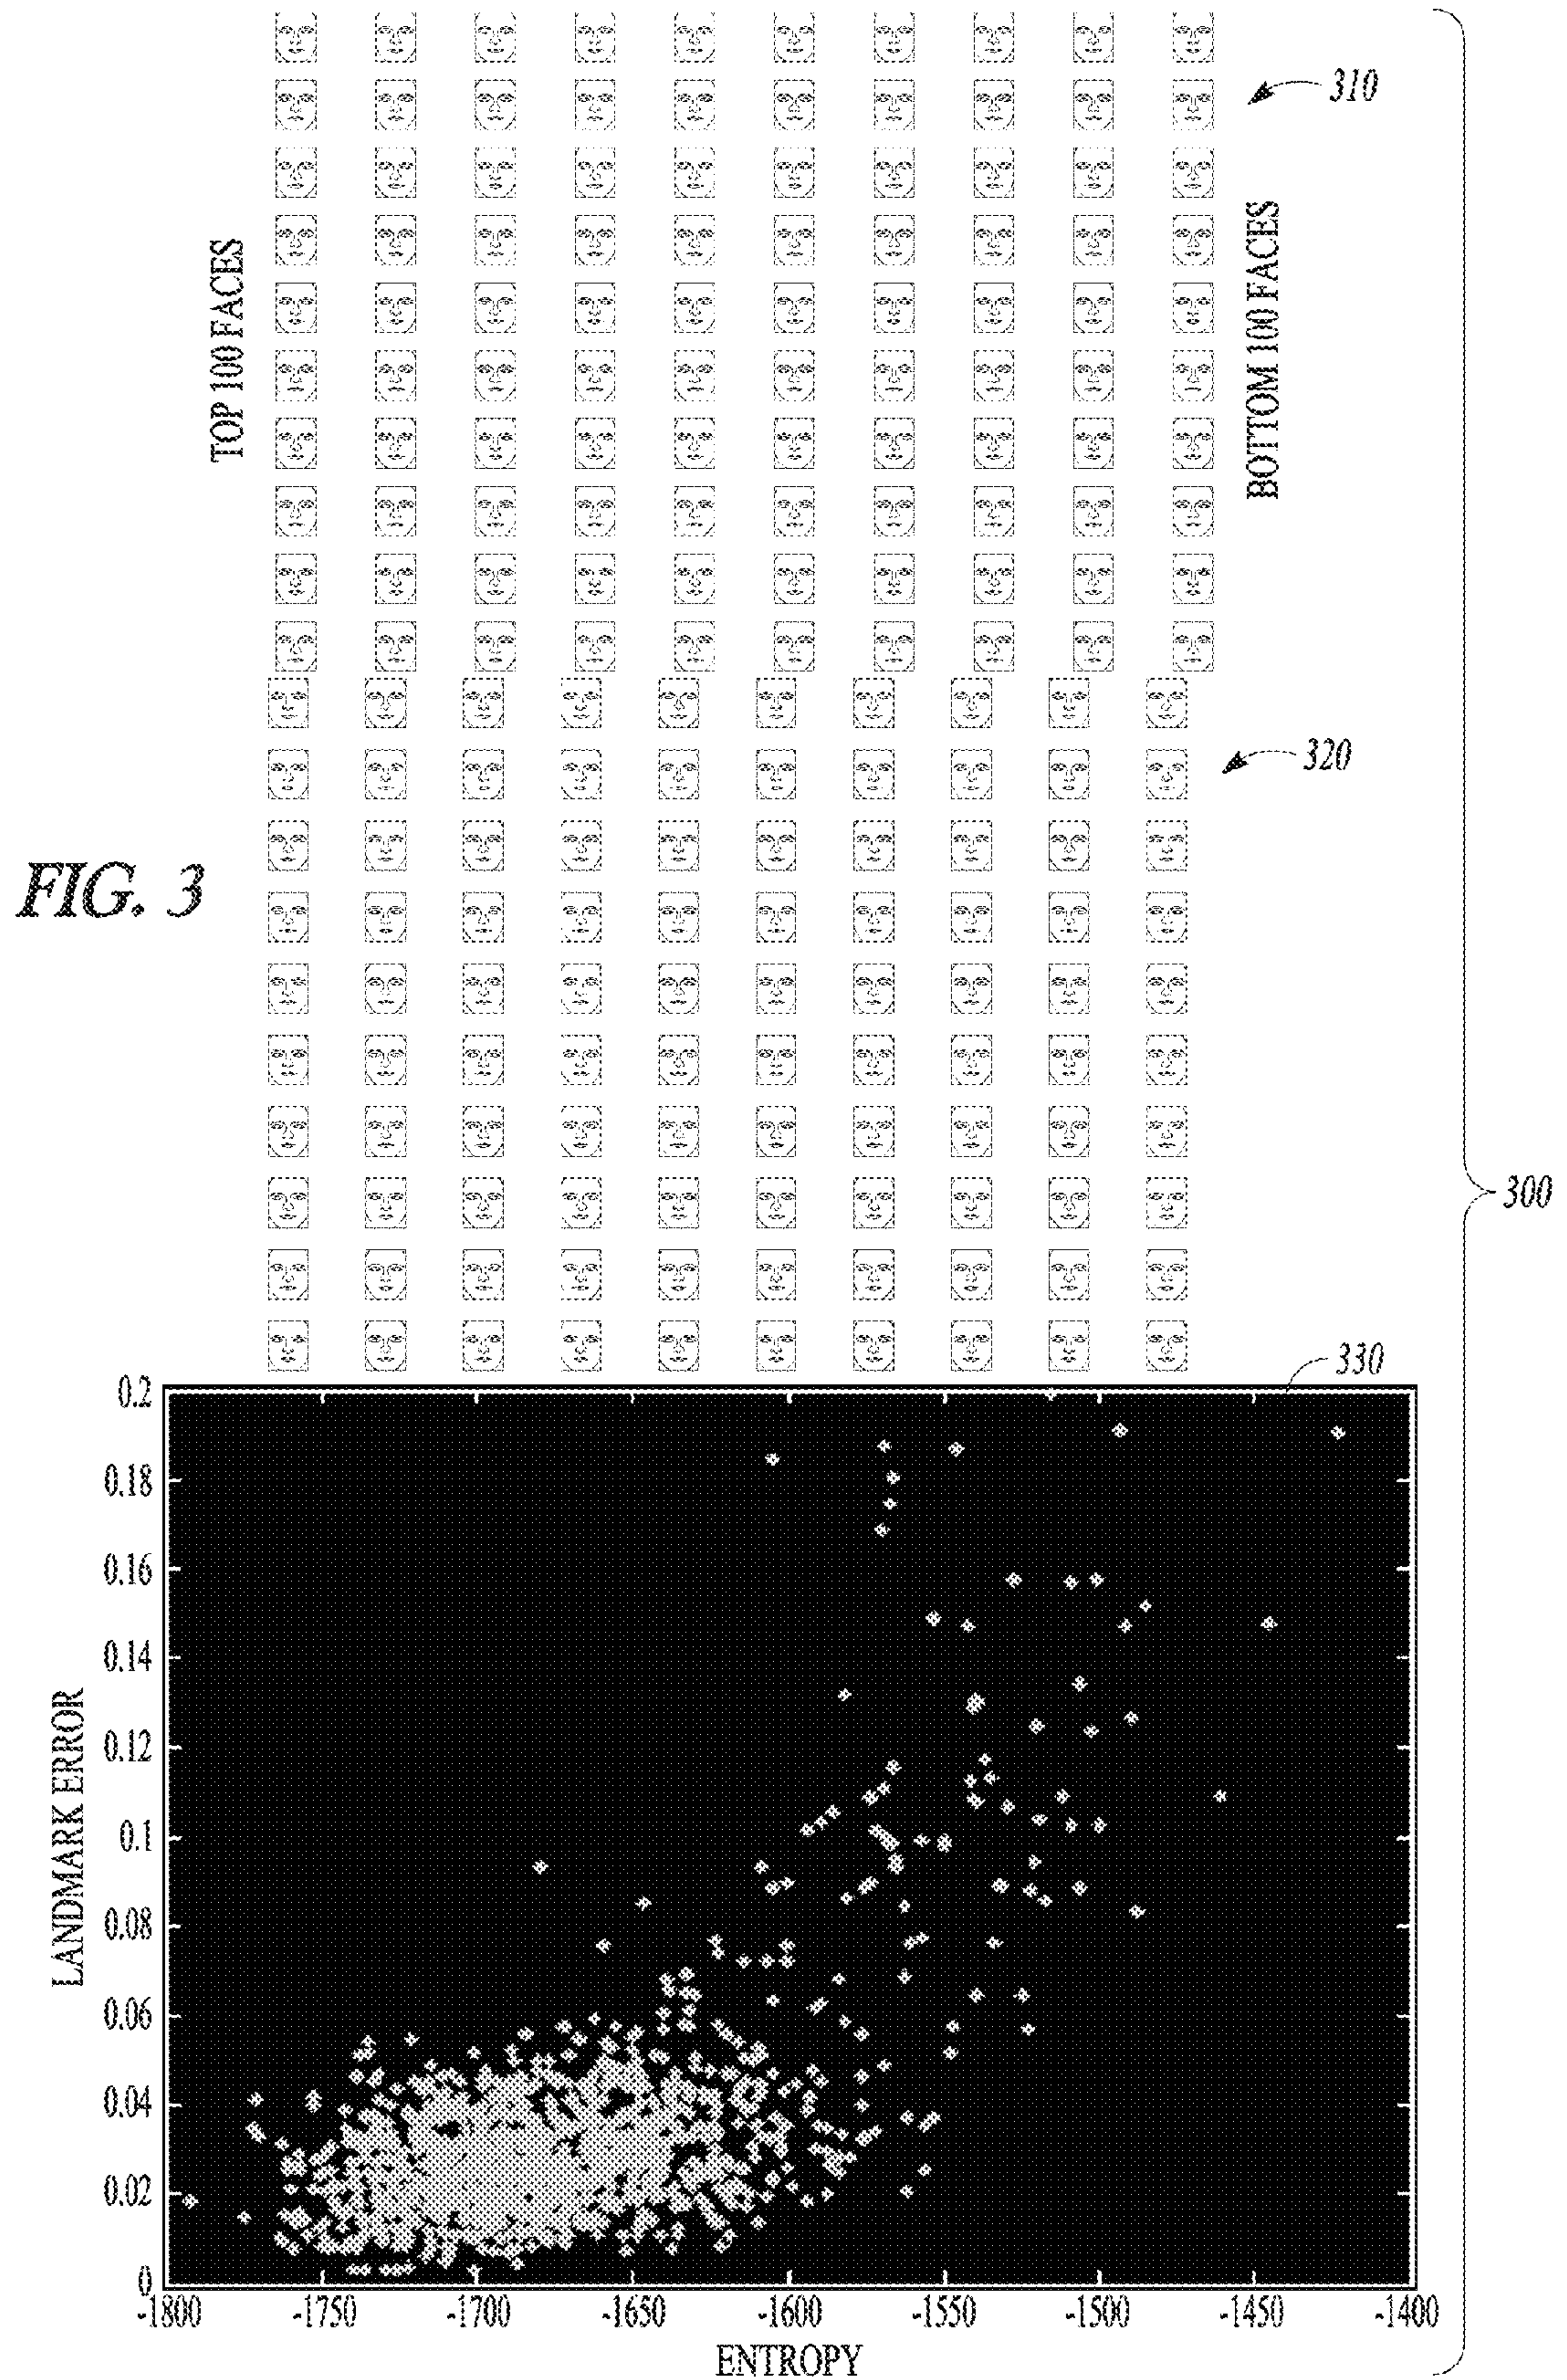 310
TOP 100 FACES
BOTTOM 100 FACES
320
FIG. 3
300
330
0.2
0.18
0.16
0.14
0.12
0.1
0.08
0.06
0.04
0.02
0
LANDMARK ERROR
-1800 -1750 -1700 -1650 -1600 -1550 -1500 -1450 -1400
ENTROPY